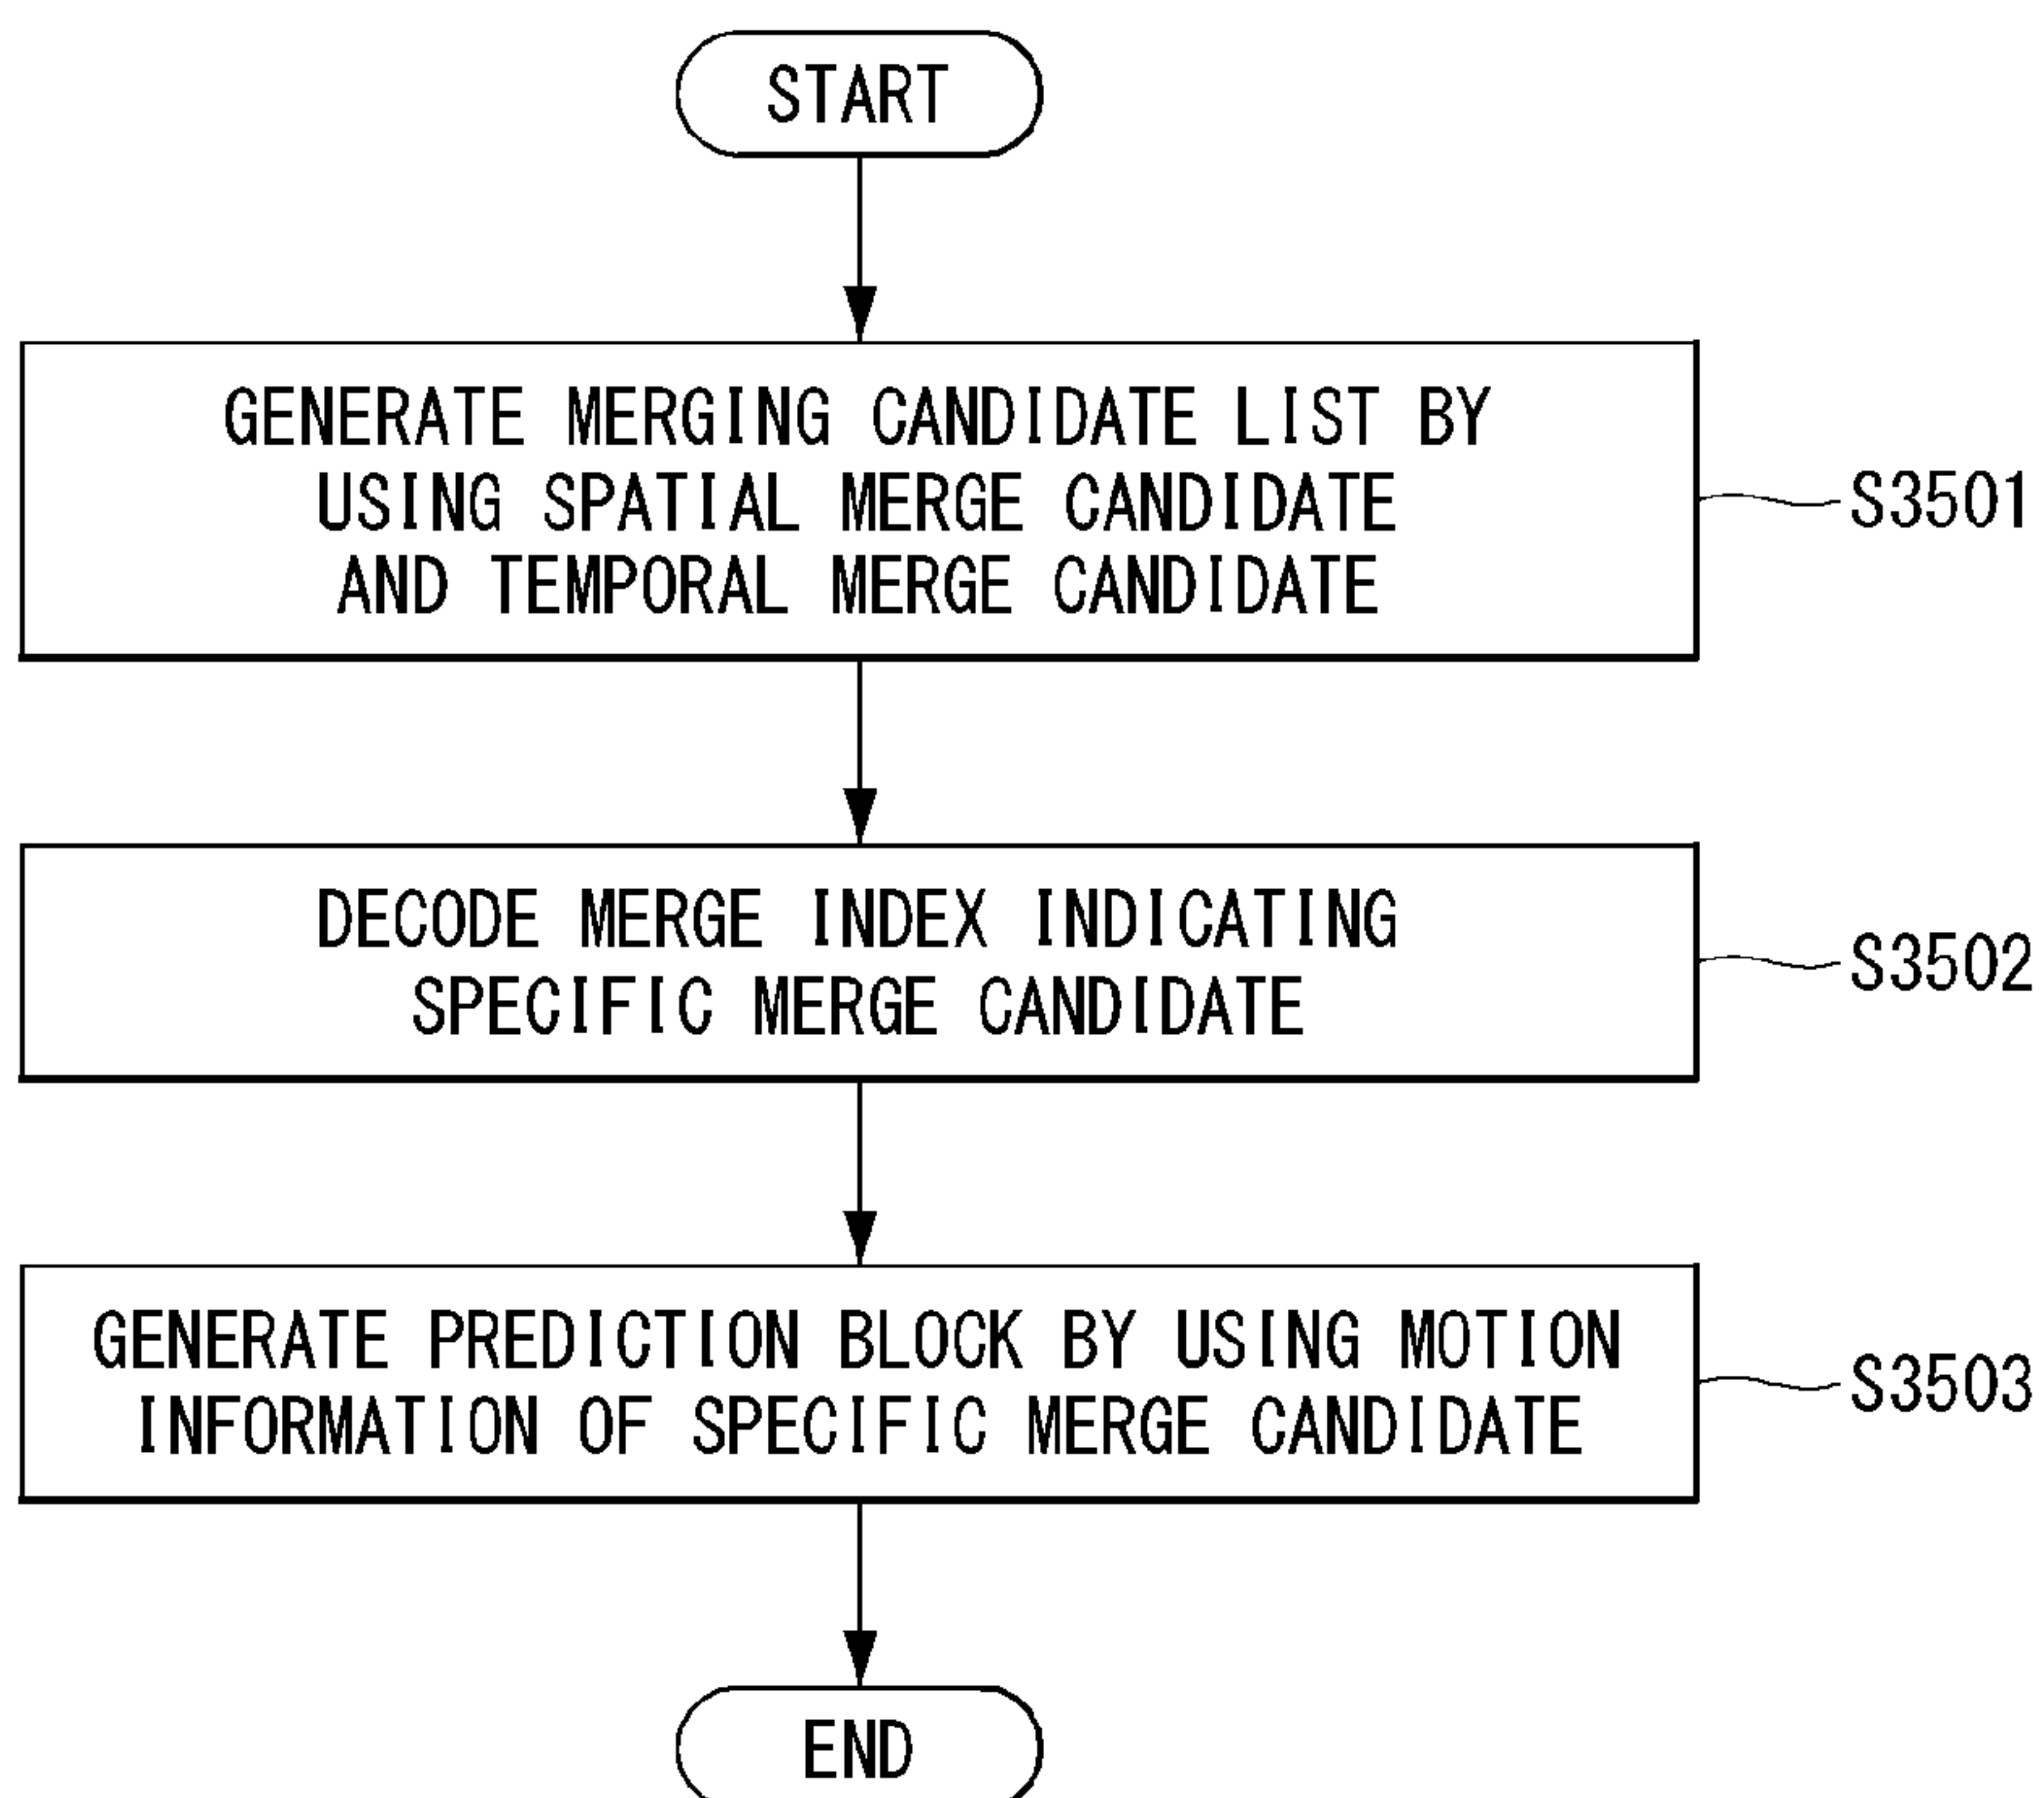 START
GENERATE MERGING CANDIDATE LIST BY
USING SPATIAL MERGE CANDIDATE
AND TEMPORAL MERGE CANDIDATE
S3501
DECODE MERGE INDEX INDICATING
SPECIFIC MERGE CANDIDATE
S3502
GENERATE PREDICTION BLOCK BY USING MOTION
INFORMATION OF SPECIFIC MERGE CANDIDATE
S3503
END